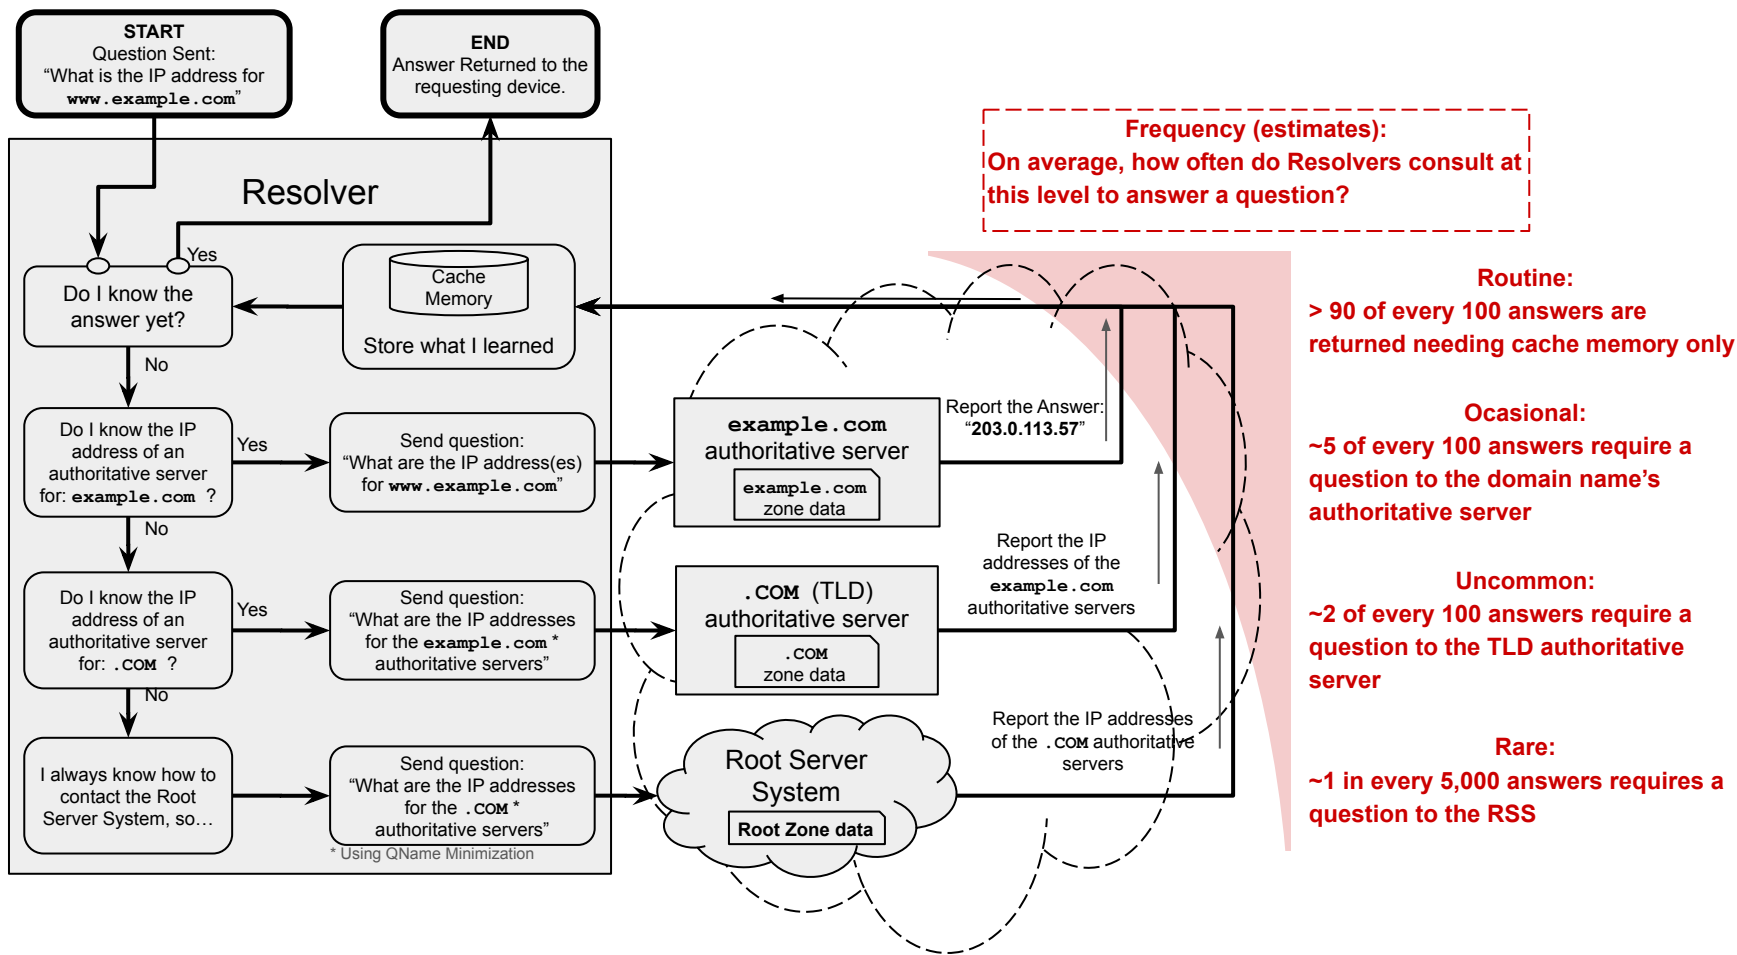 START
Question Sent:
“What is the IP address for
www.example.com”
END
Answer Returned to the
requesting device.
Frequency (estimates):
On average, how often do Resolvers consult at
this level to answer a question?
Resolver
Yes
Do I know the
answer yet?
Cache
Memory
Store what I learned
No
Do I know the IP
address of an
authoritative server
for: example.com ?
Yes
Send question:
“What are the IP address(es)
for www.example.com”
example.com
authoritative server
example.com
zone data
Report the Answer:
“203.0.113.57”
No
Do I know the IP
address of an
authoritative server
for: .COM ?
Yes
Send question:
“What are the IP addresses
for the example.com *
authoritative servers”
.COM (TLD)
authoritative server
.COM
zone data
Report the IP
addresses of the
example.com
authoritative servers
No
I always know how to
contact the Root
Server System, so…
Send question:
“What are the IP addresses
for the .COM *
authoritative servers”
* Using QName Minimization
Root Server
System
Root Zone data
Report the IP addresses
of the .COM authoritative
servers
Routine:
> 90 of every 100 answers are
returned needing cache memory only
Ocasional:
~5 of every 100 answers require a
question to the domain name’s
authoritative server
Uncommon:
~2 of every 100 answers require a
question to the TLD authoritative
server
Rare:
~1 in every 5,000 answers requires a
question to the RSS